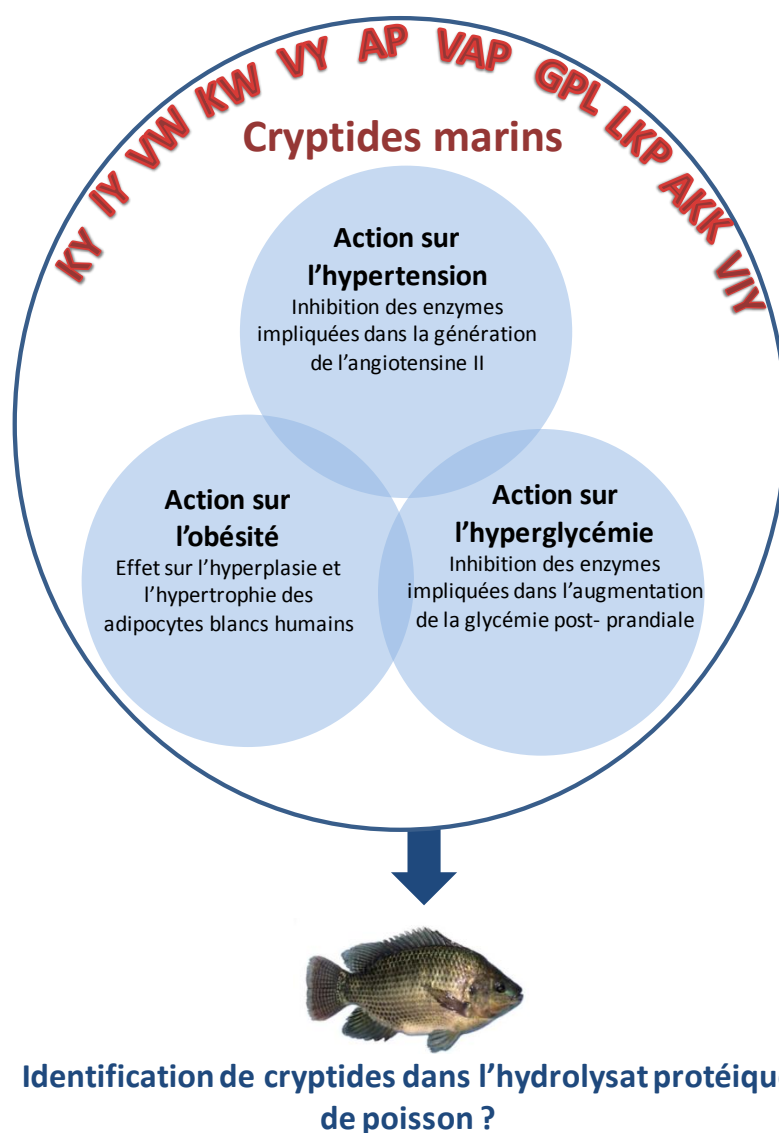 KY IY VW KW VY AP VAP GPL LKP AKK VIY
Cryptides marins
Action sur
l’hypertension
Inhibition des enzymes
impliquées dans la génération
de l’angiotensine II
Action sur
l’obésité
Effet sur l’hyperplasie et
l’hypertrophie des
adipocytes blancs humains
Action sur
l’hyperglycémie
Inhibition des enzymes
impliquées dans l’augmentation
de la glycémie post- prandiale
Identification de cryptides dans l’hydrolysat protéiqu
de poisson ?